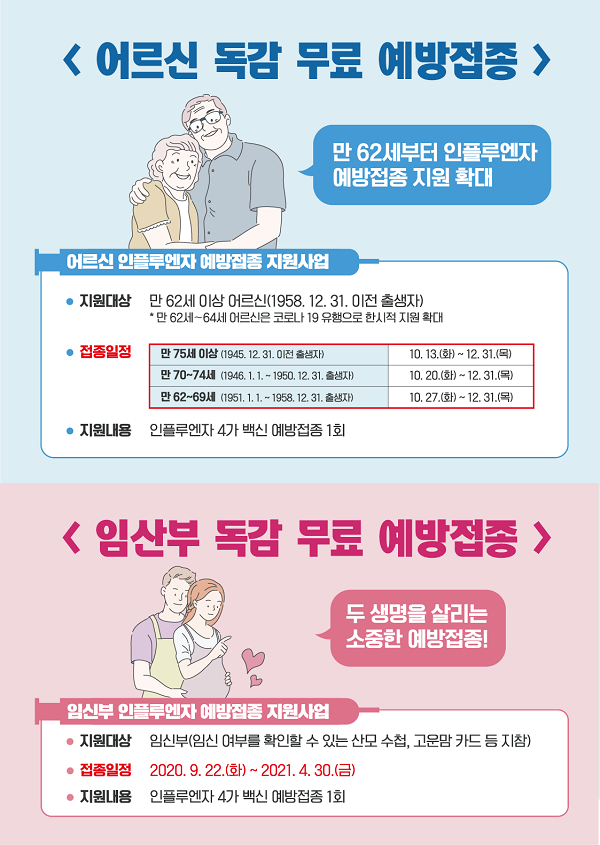 < 어르신 독감 무료 예방접종 >
만 62세부터 인플루엔자
예방접종 지원 확대
어르신 인플루엔자 예방접종 지원사업
• 지원대상 만 62세 이상 어르신(1958. 12. 31. 이전 출생자)
* 만 62세~64세 어르신은 코로나 19 유행으로 한시적 지원 확대
• 접종일정 만 75세 이상 (1945. 12. 31. 이전 출생자) 10. 13.(화) ~ 12. 31.(목)
만 70~74세 (1946. 1. 1. ~ 1950. 12. 31. 출생자) 10. 20.(화) ~ 12. 31.(목)
만 62~69세 (1951. 1. 1. ~ 1958. 12. 31. 출생자) 10. 27.(화) ~ 12. 31.(목)
• 지원내용 인플루엔자 4가 백신 예방접종 1회
< 임산부 독감 무료 예방접종 >
두 생명을 살리는
소중한 예방접종!
임신부 인플루엔자 예방접종 지원사업
• 지원대상 임신부(임신 여부를 확인할 수 있는 산모 수첩, 고운맘 카드 등 지참)
• 접종일정 2020. 9. 22.(화) ~ 2021. 4. 30.(금)
• 지원내용 인플루엔자 4가 백신 예방접종 1회